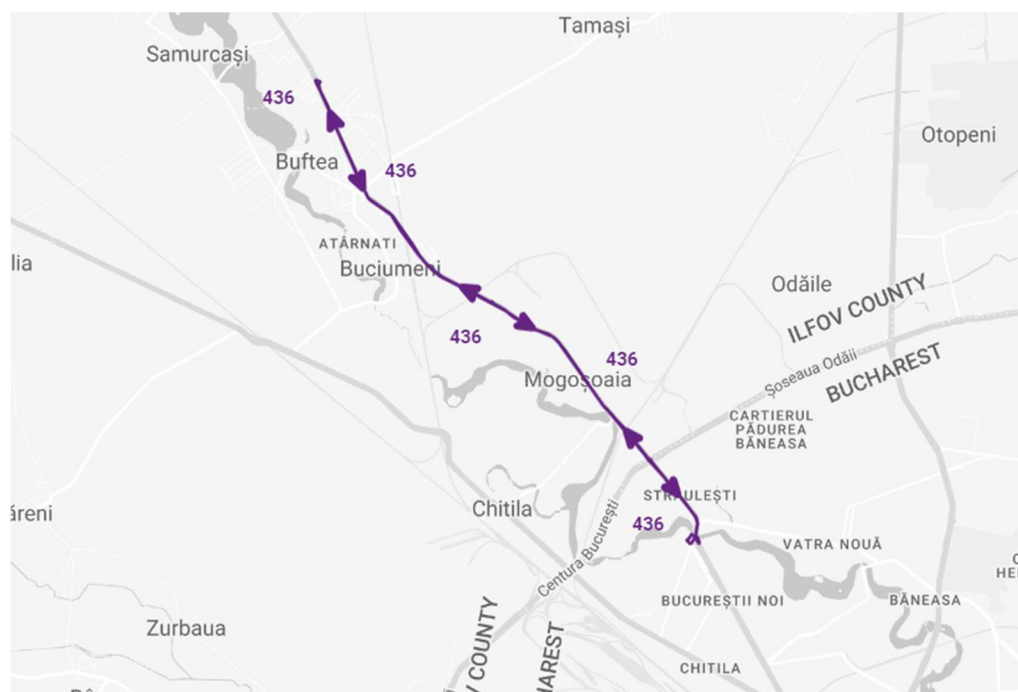 Tamași
Samurcași
436
Otopeni
Buftea
436
ATÂRNATI
Buciumeni
lia
Odăile
ILFOV COUNTY
436
436
Șoseaua Odăii
BUCHAREST
Mogoșoaia
CARTIERUL
PĂDUREA
BĂNEASA
STRĂULEȘTI
Chitila
ăreni
436
Centura București
VATRA NOUĂ
BUCUREȘTII NOI
BĂNEASA
Zurbaua
V COUNTY
HAREST
CHITILA